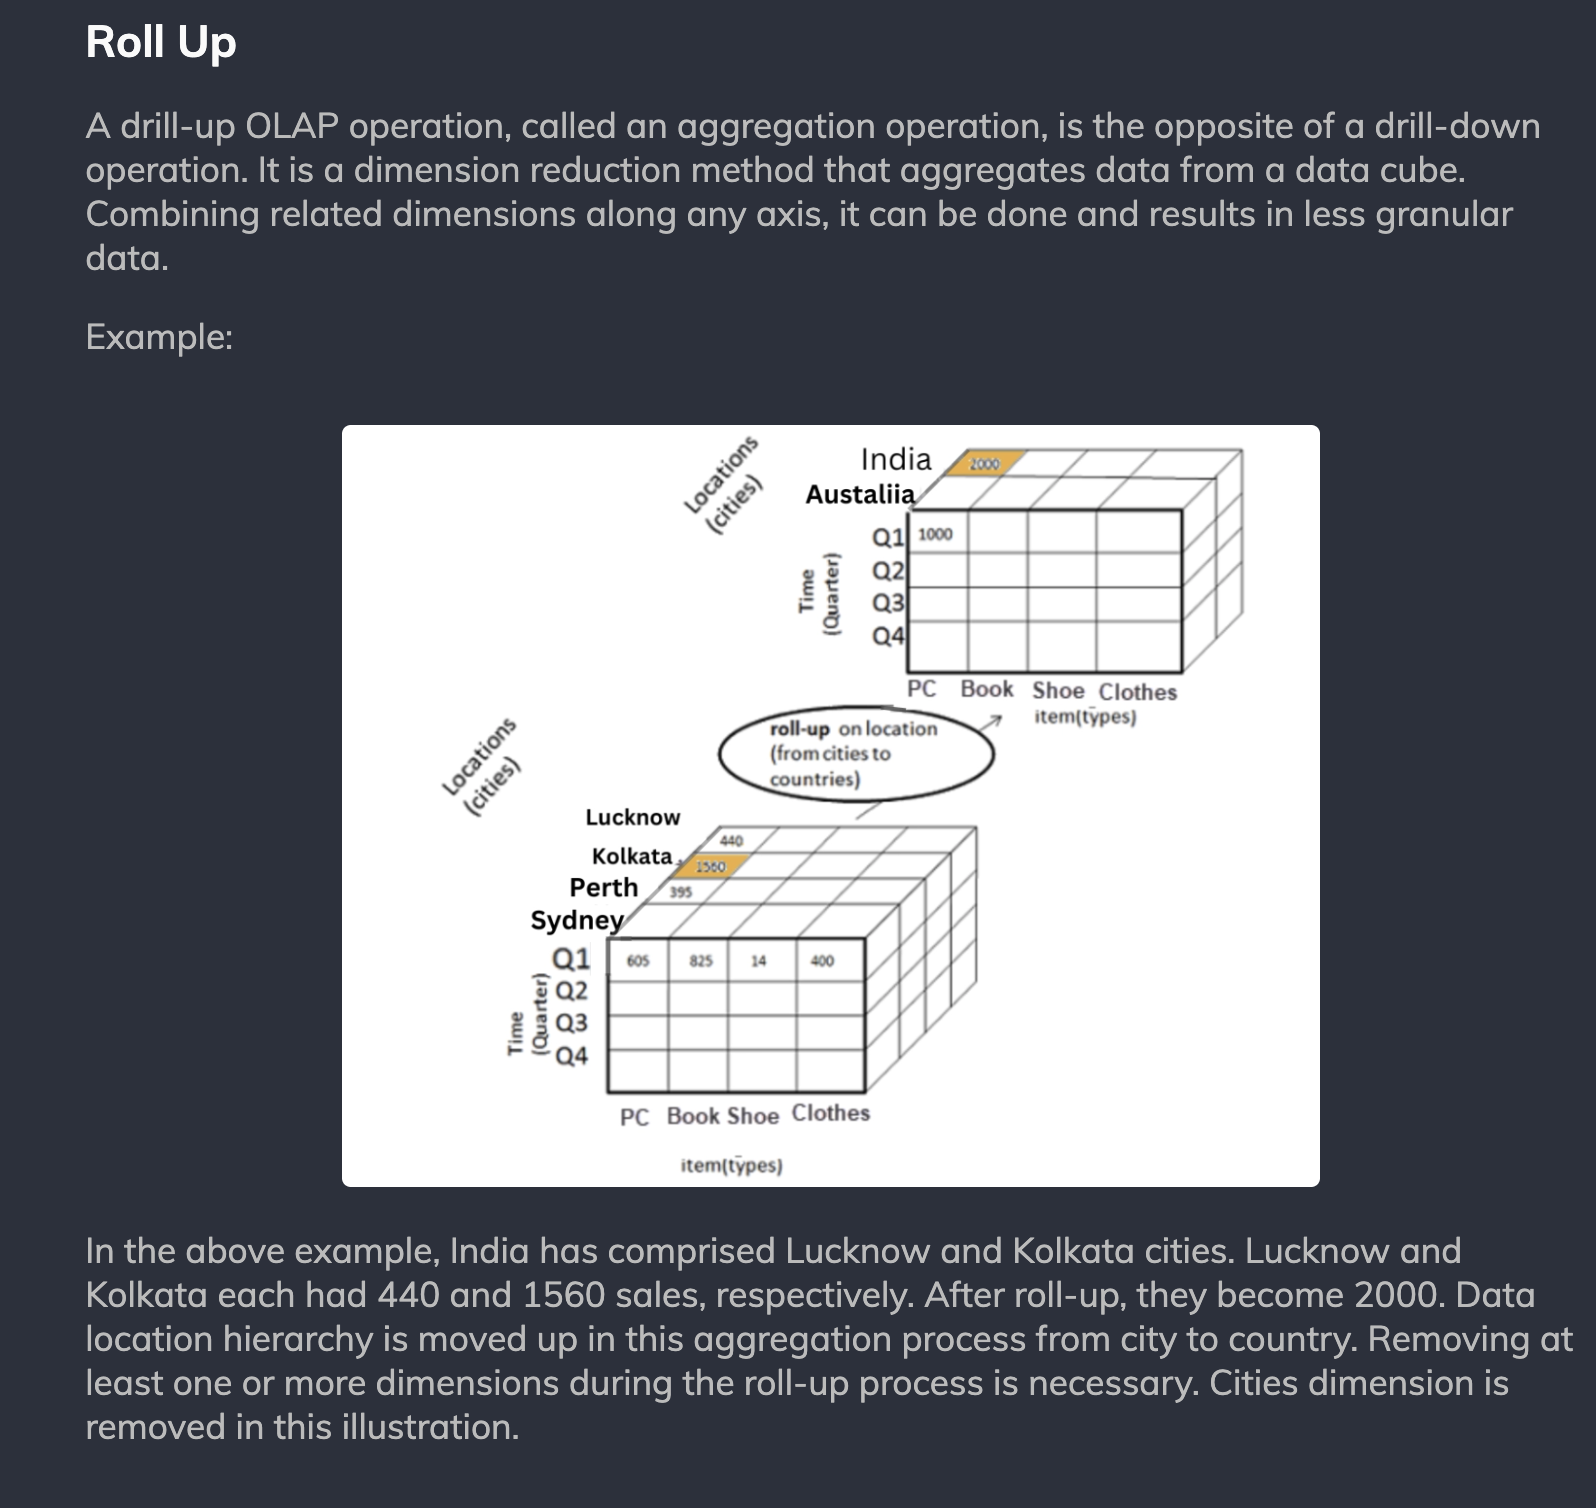 Roll Up
A drill-up OLAP operation, called an aggregation operation, is the opposite of a drill-down
operation. It is a dimension reduction method that aggregates data from a data cube.
Combining related dimensions along any axis, it can be done and results in less granular
data.
Example:
Locations
(cities)
India
2000
Austaliia
Q1
1000
Q2
Q3
Q4
Time
(Quarter)
PC Book Shoe Clothes
item(types)
roll-up on location
(from cities to
countries)
Locations
(cities)
Lucknow
440
Kolkata
1560
Perth
395
Sydney
Q1
605 825 14 400
Q2
Q3
Q4
Time
(Quarter)
PC Book Shoe Clothes
item(types)
In the above example, India has comprised Lucknow and Kolkata cities. Lucknow and
Kolkata each had 440 and 1560 sales, respectively. After roll-up, they become 2000. Data
location hierarchy is moved up in this aggregation process from city to country. Removing at
least one or more dimensions during the roll-up process is necessary. Cities dimension is
removed in this illustration.